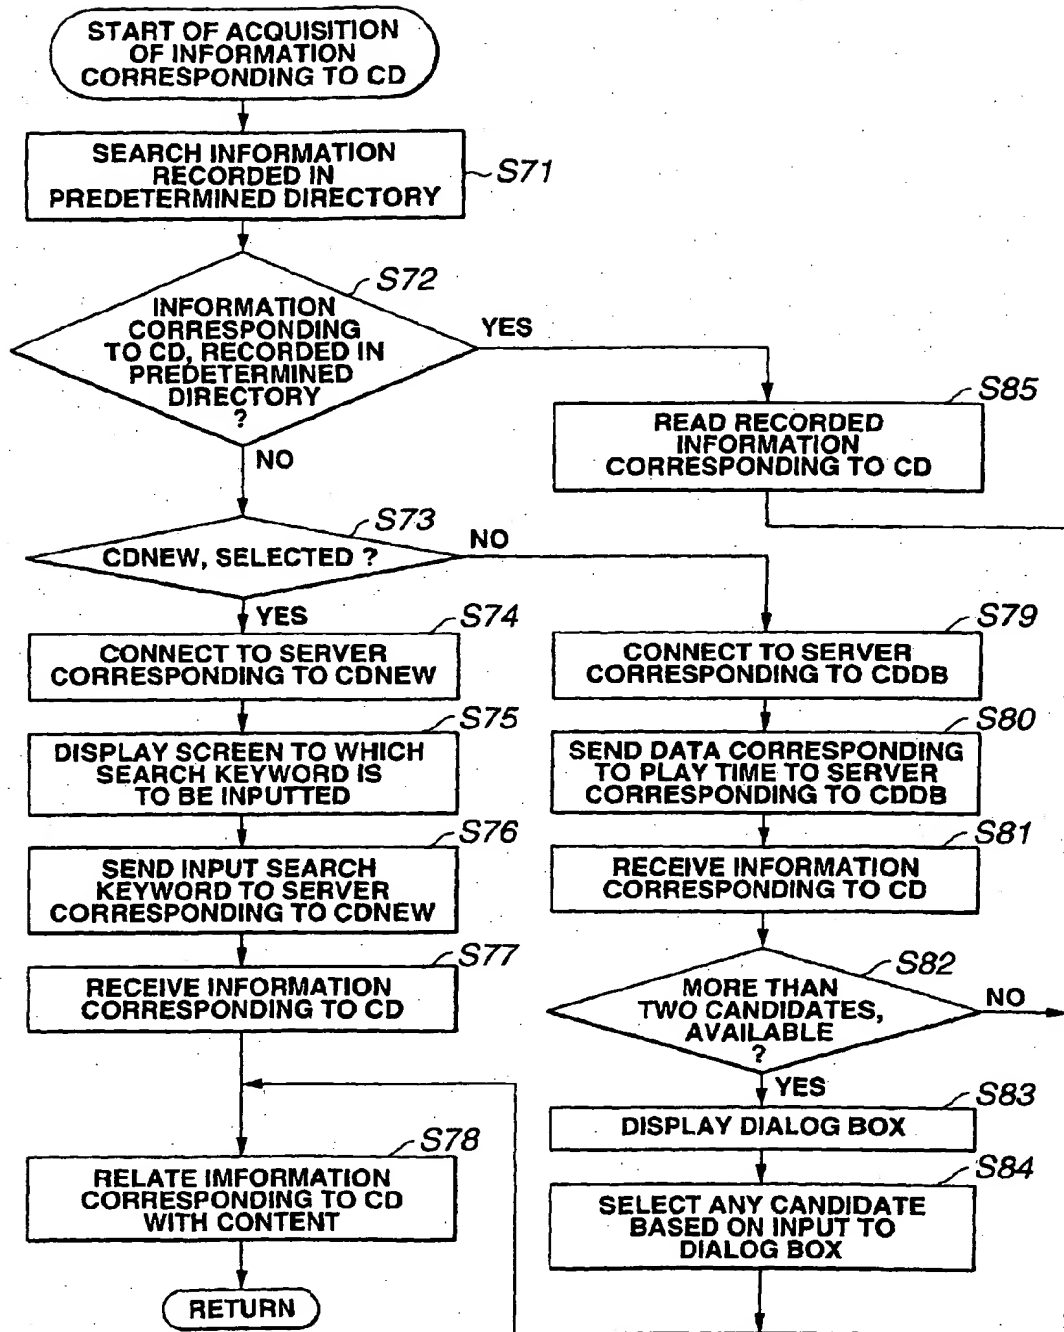 START OF ACQUISITION
OF INFORMATION
CORRESPONDING TO CD
SEARCH INFORMATION
RECORDED IN
PREDETERMINED DIRECTORY
S71
S72
INFORMATION
CORRESPONDING
TO CD, RECORDED IN
PREDETERMINED
DIRECTORY
?
YES
NO
S85
READ RECORDED
INFORMATION
CORRESPONDING TO CD
S73
CDNEW, SELECTED ?
NO
YES
S74
CONNECT TO SERVER
CORRESPONDING TO CDNEW
S75
DISPLAY SCREEN TO WHICH
SEARCH KEYWORD IS
TO BE INPUTTED
S76
SEND INPUT SEARCH
KEYWORD TO SERVER
CORRESPONDING TO CDNEW
S77
RECEIVE INFORMATION
CORRESPONDING TO CD
S78
RELATE IMFORMATION
CORRESPONDING TO CD
WITH CONTENT
RETURN
S79
CONNECT TO SERVER
CORRESPONDING TO CDDB
S80
SEND DATA CORRESPONDING
TO PLAY TIME TO SERVER
CORRESPONDING TO CDDB
S81
RECEIVE INFORMATION
CORRESPONDING TO CD
S82
MORE THAN
TWO CANDIDATES,
AVAILABLE
?
NO
YES
S83
DISPLAY DIALOG BOX
S84
SELECT ANY CANDIDATE
BASED ON INPUT TO
DIALOG BOX